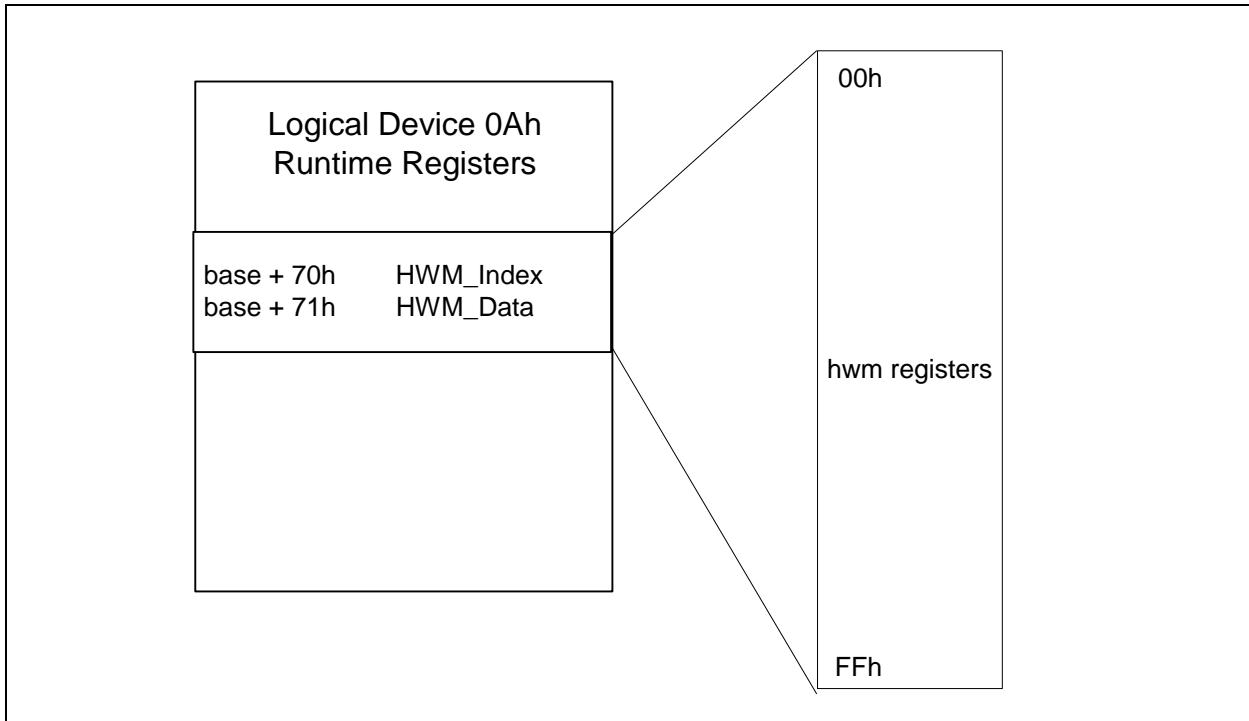 Logical Device 0Ah
Runtime Registers
base + 70h HWM_Index
base + 71h HWM_Data
00h
hwm registers
FFh